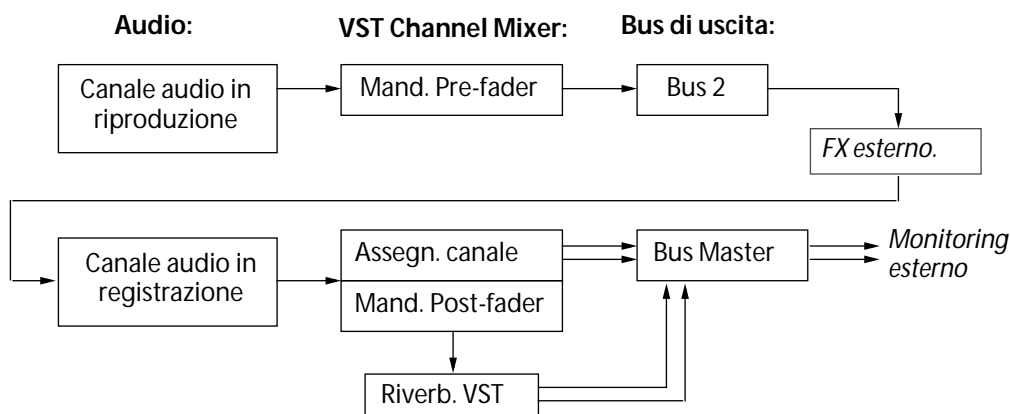 Audio:
VST Channel Mixer:
Bus di uscita:
Canale audio in
riproduzione
Mand. Pre-fader
Bus 2
FX esterno.
Canale audio in
registrazione
Assegn. canale
Mand. Post-fader
Bus Master
Monitoring
esterno
Riverb. VST